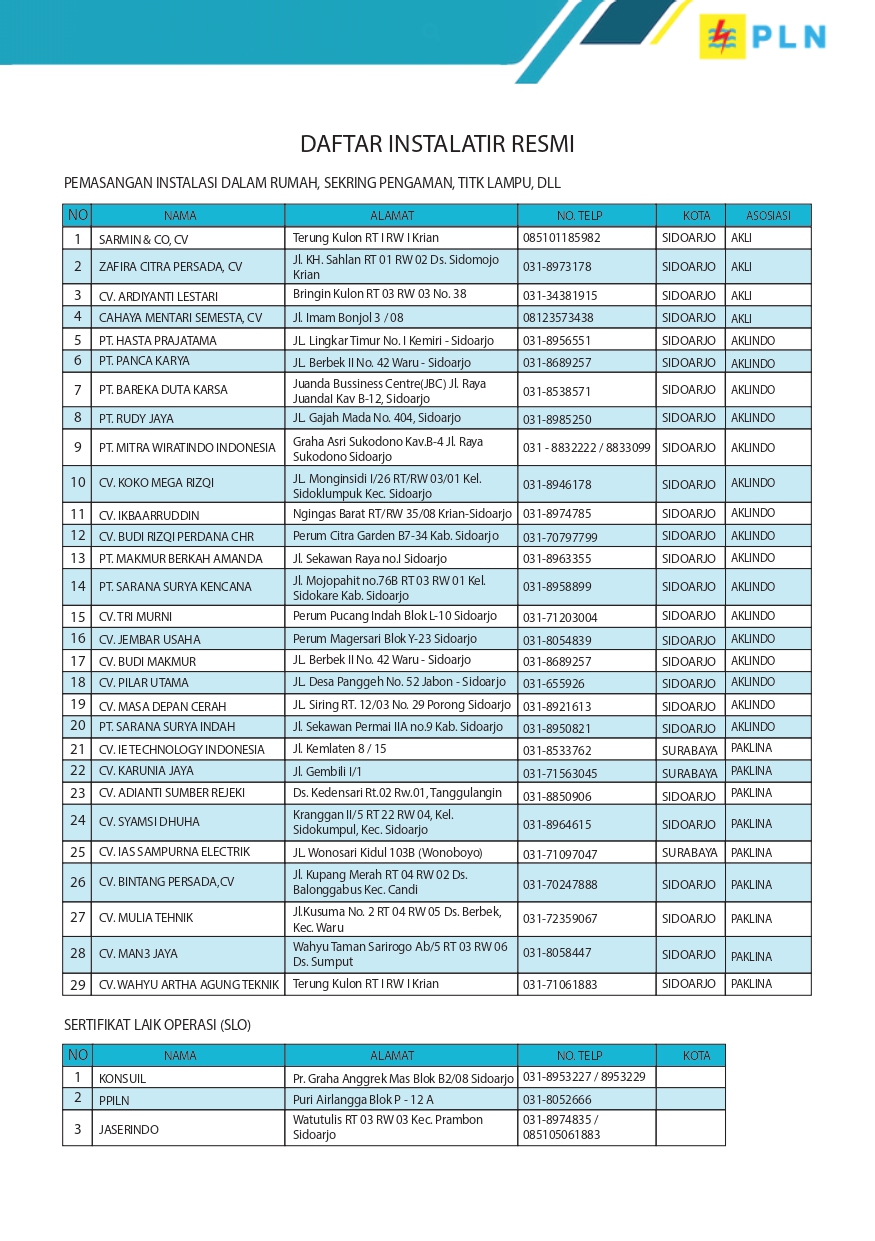 PLN
DAFTAR INSTALATIR RESMI
PEMASANGAN INSTALASI DALAM RUMAH, SEKRING PENGAMAN, TITK LAMPU, DLL
NO NAMA ALAMAT NO. TELP KOTA ASOSIASI
1 SARMIN & CO, CV Terung Kulon RT I RW I Krian 085101185982 SIDOARJO AKLI
2 ZAFIRA CITRA PERSADA, CV Jl. KH. Sahlan RT 01 RW 02 Ds. Sidomojo
Krian 031-8973178 SIDOARJO AKLI
3 CV. ARDIYANTI LESTARI Bringin Kulon RT 03 RW 03 No. 38 031-34381915 SIDOARJO AKLI
4 CAHAYA MENTARI SEMESTA, CV Jl. Imam Bonjol 3 / 08 08123573438 SIDOARJO AKLI
5 PT. HASTA PRAJATAMA JL. Lingkar Timur No. I Kemiri - Sidoarjo 031-8956551 SIDOARJO AKLINDO
6 PT. PANCA KARYA JL. Berbek II No. 42 Waru - Sidoarjo 031-8689257 SIDOARJO AKLINDO
7 PT. BAREKA DUTA KARSA Juanda Bussiness Centre(JBC) Jl. Raya
JuandaI Kav B-12, Sidoarjo 031-8538571 SIDOARJO AKLINDO
8 PT. RUDY JAYA JL. Gajah Mada No. 404, Sidoarjo 031-8985250 SIDOARJO AKLINDO
9 PT. MITRA WIRATINDO INDONESIA Graha Asri Sukodono Kav.B-4 Jl. Raya
Sukodono Sidoarjo 031 - 8832222 / 8833099 SIDOARJO AKLINDO
10 CV. KOKO MEGA RIZQI JL. Monginsidi I/26 RT/RW 03/01 Kel.
Sidoklumpuk Kec. Sidoarjo 031-8946178 SIDOARJO AKLINDO
11 CV. IKBAARRUDDIN Ngingas Barat RT/RW 35/08 Krian-Sidoarjo 031-8974785 SIDOARJO AKLINDO
12 CV. BUDI RIZQI PERDANA CHR Perum Citra Garden B7-34 Kab. Sidoarjo 031-70797799 SIDOARJO AKLINDO
13 PT. MAKMUR BERKAH AMANDA Jl. Sekawan Raya no.I Sidoarjo 031-8963355 SIDOARJO AKLINDO
14 PT. SARANA SURYA KENCANA Jl. Mojopahit no.76B RT 03 RW 01 Kel.
Sidokare Kab. Sidoarjo 031-8958899 SIDOARJO AKLINDO
15 CV. TRI MURNI Perum Pucang Indah Blok L-10 Sidoarjo 031-71203004 SIDOARJO AKLINDO
16 CV. JEMBAR USAHA Perum Magersari Blok Y-23 Sidoarjo 031-8054839 SIDOARJO AKLINDO
17 CV. BUDI MAKMUR JL. Berbek II No. 42 Waru - Sidoarjo 031-8689257 SIDOARJO AKLINDO
18 CV. PILAR UTAMA JL. Desa Panggeh No. 52 Jabon - Sidoarjo 031-655926 SIDOARJO AKLINDO
19 CV. MASA DEPAN CERAH JL. Siring RT. 12/03 No. 29 Porong Sidoarjo 031-8921613 SIDOARJO AKLINDO
20 PT. SARANA SURYA INDAH Jl. Sekawan Permai IIA no.9 Kab. Sidoarjo 031-8950821 SIDOARJO AKLINDO
21 CV. IE TECHNOLOGY INDONESIA Jl. Kemlaten 8 / 15 031-8533762 SURABAYA PAKLINA
22 CV. KARUNIA JAYA Jl. Gembili I/1 031-71563045 SURABAYA PAKLINA
23 CV. ADIANTI SUMBER REJEKI Ds. Kedensari Rt.02 Rw.01, Tanggulangin 031-8850906 SIDOARJO PAKLINA
24 CV. SYAMSI DHUHA Kranggan II/5 RT 22 RW 04, Kel.
Sidokumpul, Kec. Sidoarjo 031-8964615 SIDOARJO PAKLINA
25 CV. IAS SAMPURNA ELECTRIK JL. Wonosari Kidul 103B (Wonoboyo) 031-71097047 SURABAYA PAKLINA
26 CV. BINTANG PERSADA,CV Jl. Kupang Merah RT 04 RW 02 Ds.
Balonggabus Kec. Candi 031-70247888 SIDOARJO PAKLINA
27 CV. MULIA TEHNIK Jl.Kusuma No. 2 RT 04 RW 05 Ds. Berbek,
Kec. Waru 031-72359067 SIDOARJO PAKLINA
28 CV. MAN3 JAYA Wahyu Taman Sarirogo Ab/5 RT 03 RW 06
Ds. Sumput 031-8058447 SIDOARJO PAKLINA
29 CV. WAHYU ARTHA AGUNG TEKNIK Terung Kulon RT I RW I Krian 031-71061883 SIDOARJO PAKLINA
SERTIFIKAT LAIK OPERASI (SLO)
NO NAMA ALAMAT NO. TELP KOTA
1 KONSUIL Pr. Graha Anggrek Mas Blok B2/08 Sidoarjo 031-8953227 / 8953229
2 PPILN Puri Airlangga Blok P - 12 A 031-8052666
3 JASERINDO Watutulis RT 03 RW 03 Kec. Prambon
Sidoarjo 031-8974835 /
085105061883